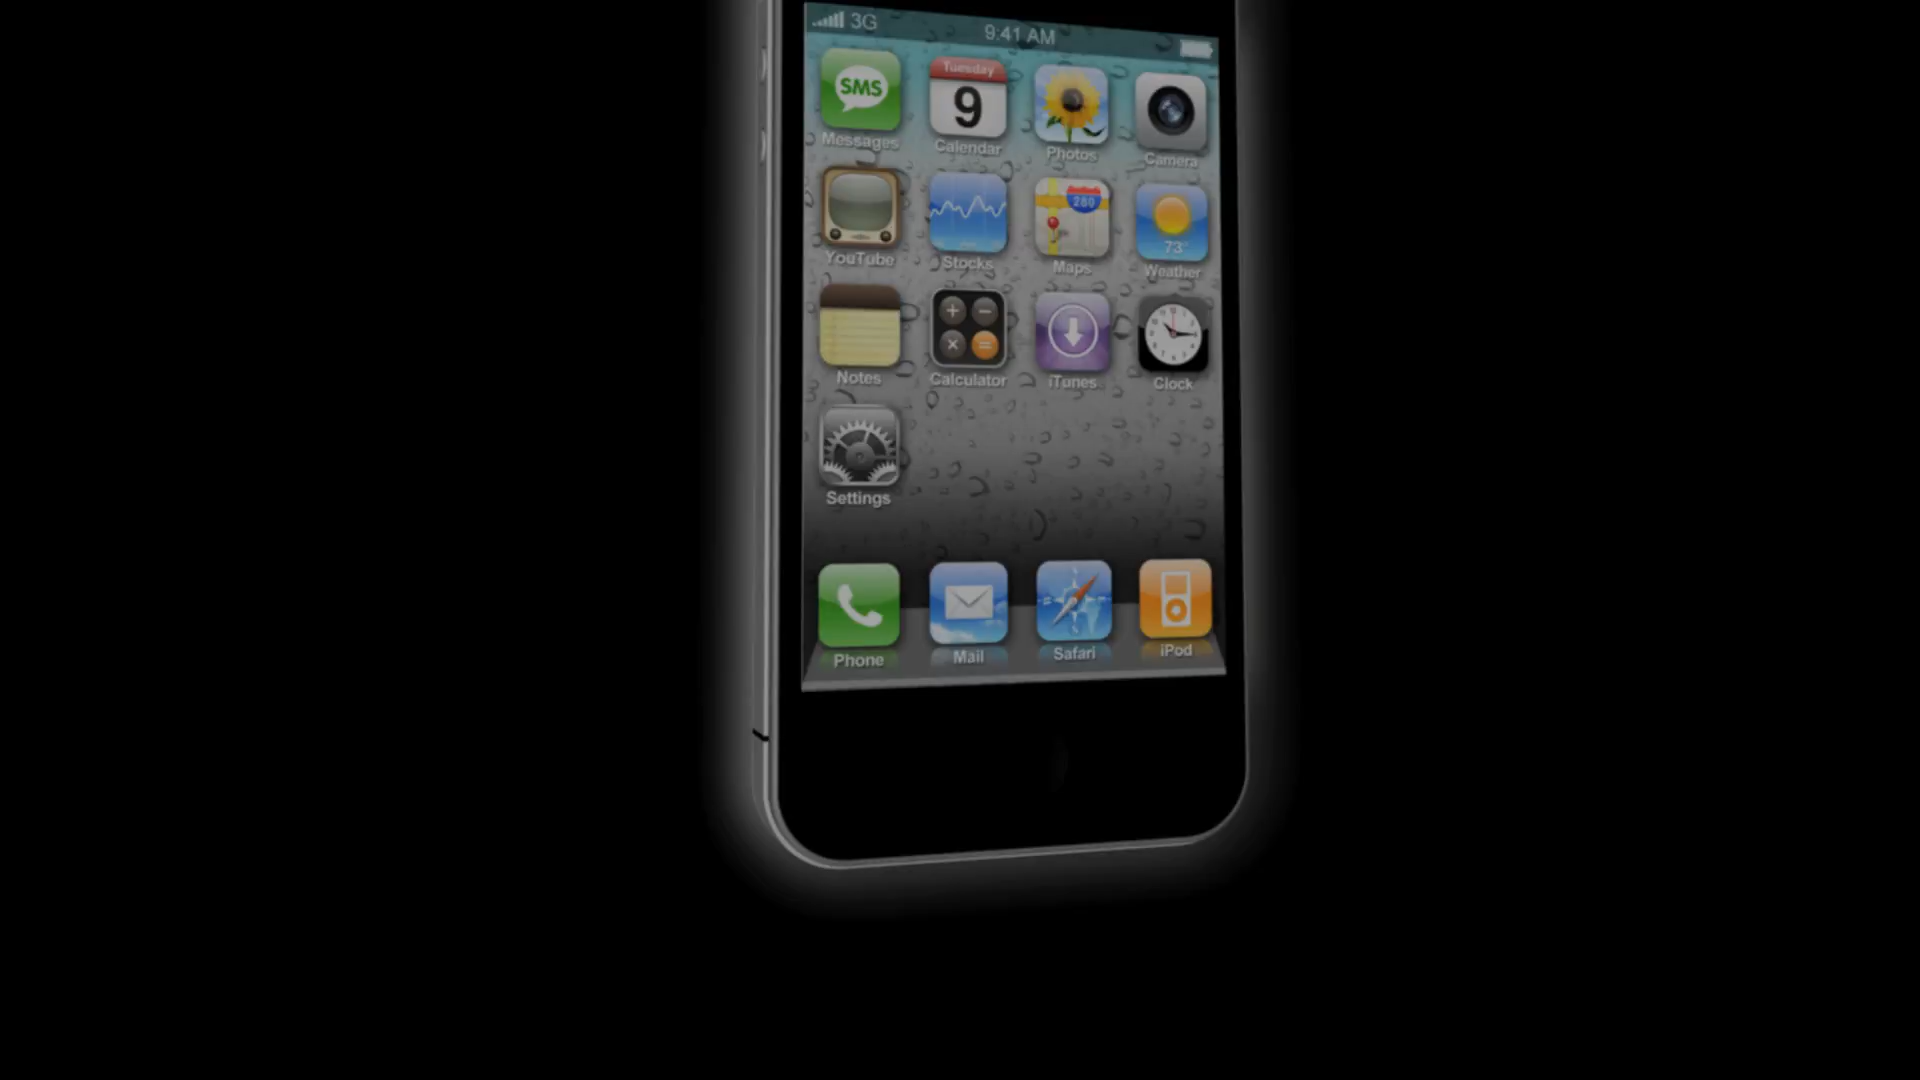 3G 9:41 AM
Tuesday
SMS 9
Messages Calendar Photos Camera
280
73°
YouTube Stocks Maps Weather
Notes Calculator iTunes Clock
Settings
Phone Mail Safari iPod